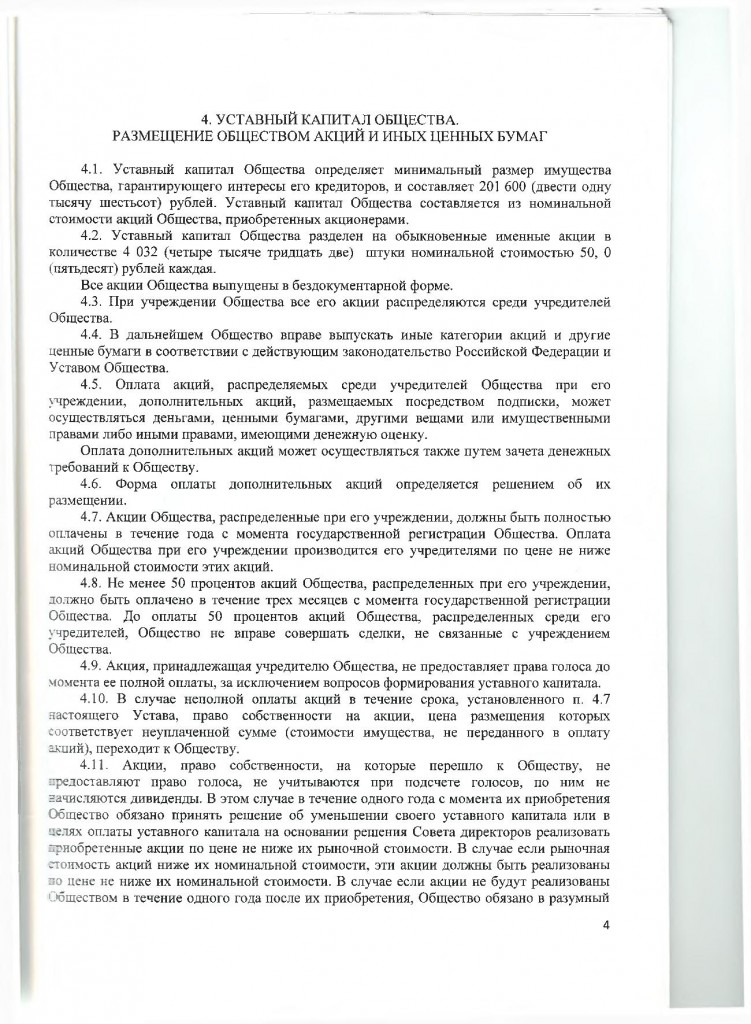 4. УСТАВНЫЙ КАПИТАЛ ОБЩЕСТВА.
РАЗМЕЩЕНИЕ ОБЩЕСТВОМ АКЦИЙ И ИНЫХ ЦЕННЫХ БУМАГ
4.1. Уставный капитал Общества определяет минимальный размер имущества
Общества, гарантирующего интересы его кредиторов, и составляет 201 600 (двести одну
тысячу шестьсот) рублей. Уставный капитал Общества составляется из номинальной
стоимости акций Общества, приобретенных акционерами.
4.2. Уставный капитал Общества разделен на обыкновенные именные акции в
количестве 4 032 (четыре тысяче тридцать две) штуки номинальной стоимостью 50, 0
(пятьдесят) рублей каждая.
Все акции Общества выпущены в бездокументарной форме.
4.3. При учреждении Общества все его акции распределяются среди учредителей
Общества.
4.4. В дальнейшем Общество вправе выпускать иные категории акций и другие
ценные бумаги в соответствии с действующим законодательство Российской Федерации и
Уставом Общества.
4.5. Оплата акций, распределяемых среди учредителей Общества при его
учреждении, дополнительных акций, размещаемых посредством подписки, может
осуществляться деньгами, ценными бумагами, другими вещами или имущественными
правами либо иными правами, имеющими денежную оценку.
Оплата дополнительных акций может осуществляться также путем зачета денежных
требований к Обществу.
4.6. Форма оплаты дополнительных акций определяется решением об их
размещении.
4.7. Акции Общества, распределенные при его учреждении, должны быть полностью
оплачены в течение года с момента государственной регистрации Общества. Оплата
акций Общества при его учреждении производится его учредителями по цене не ниже
номинальной стоимости этих акций.
4.8. Не менее 50 процентов акций Общества, распределенных при его учреждении,
должно быть оплачено в течение трех месяцев с момента государственной регистрации
Общества. До оплаты 50 процентов акций Общества, распределенных среди его
учредителей, Общество не вправе совершать сделки, не связанные с учреждением
Общества.
4.9. Акция, принадлежащая учредителю Общества, не предоставляет права голоса до
момента ее полной оплаты, за исключением вопросов формирования уставного капитала.
4.10. В случае неполной оплаты акций в течение срока, установленного п. 4.7
настоящего Устава, право собственности на акции, цена размещения которых
соответствует неуплаченной сумме (стоимости имущества, не переданного в оплату
акций), переходит к Обществу.
4.11. Акции, право собственности, на которые перешло к Обществу, не
предоставляют право голоса, не учитываются при подсчете голосов, по ним не
начисляются дивиденды. В этом случае в течение одного года с момента их приобретения
Общество обязано принять решение об уменьшении своего уставного капитала или в
целях оплаты уставного капитала на основании решения Совета директоров реализовать
приобретенные акции по цене не ниже их рыночной стоимости. В случае если рыночная
стоимость акций ниже их номинальной стоимости, эти акции должны быть реализованы
по цене не ниже их номинальной стоимости. В случае если акции не будут реализованы
Обществом в течение одного года после их приобретения, Общество обязано в разумный
4